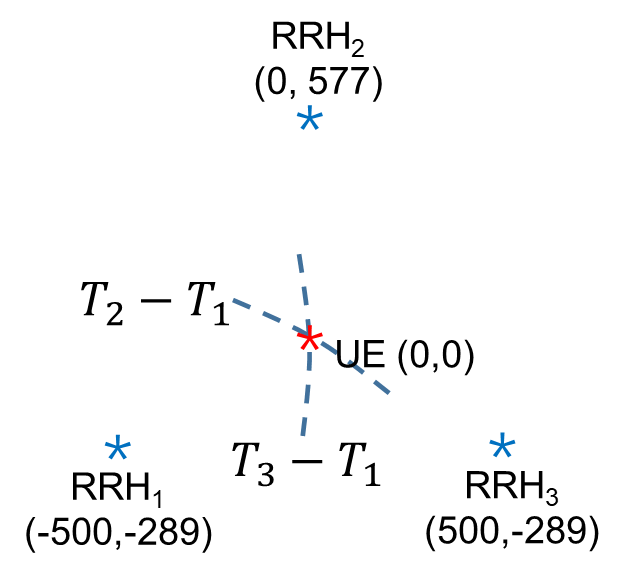 RRH₂
(0, 577)
T₂ − T₁
UE (0,0)
T₃ − T₁
RRH₁
(-500,-289)
RRH₃
(500,-289)